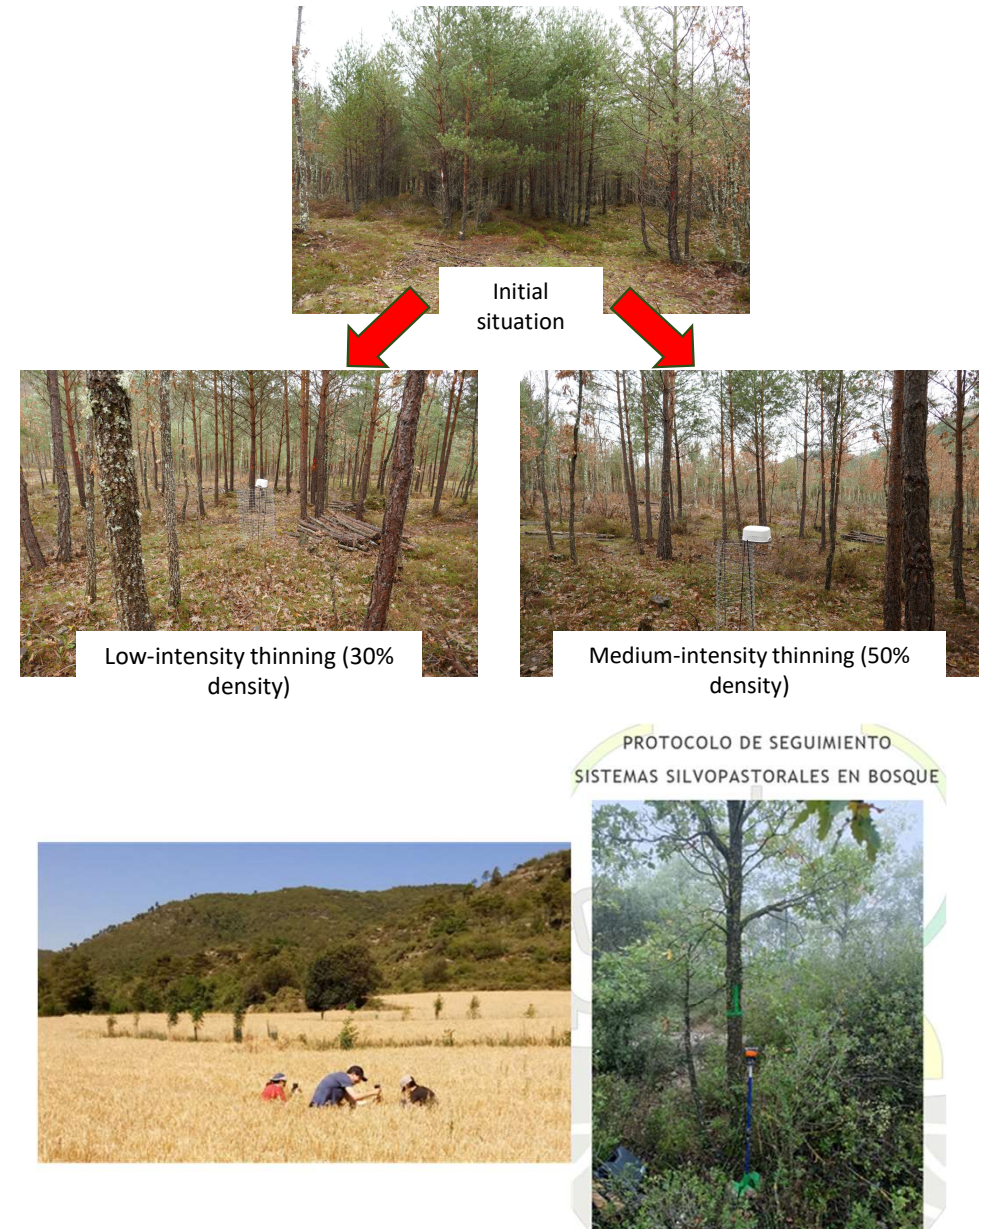 Initial
situation
Low-intensity thinning (30%
density)
Medium-intensity thinning (50%
density)
PROTOCOLO DE SEGUIMIENTO
SISTEMAS SILVOPASTORALES EN BOSQUE